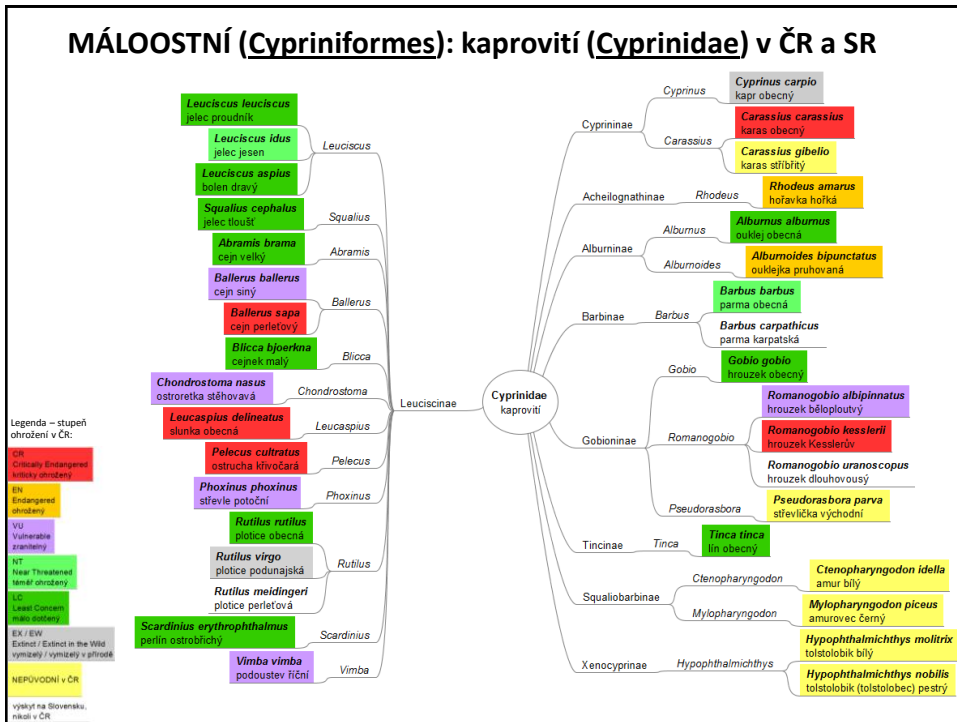 MÁLOOSTNÍ (Cypriniformes): kaprovití (Cyprinidae) v ČR a SR
Leuciscus leuciscus
jelec proudník
Leuciscus idus
jelec jesen
Leuciscus aspius
bolen dravý
Leuciscus
Squalius cephalus
jelec tloušť
Squalius
Abramis brama
cejn velký
Abramis
Ballerus ballerus
cejn siný
Ballerus sapa
cejn perleťový
Ballerus
Blicca bjoerkna
cejnek malý
Blicca
Chondrostoma nasus
ostroretka stěhovavá
Chondrostoma
Leucaspius delineatus
slunka obecná
Leucaspius
Pelecus cultratus
ostrucha křivočará
Pelecus
Phoxinus phoxinus
střevle potoční
Phoxinus
Rutilus rutilus
plotice obecná
Rutilus virgo
plotice podunajská
Rutilus meidingeri
plotice perleťová
Rutilus
Scardinius erythrophthalmus
perlín ostrobřichý
Scardinius
Vimba vimba
podoustev říční
Vimba
Leuciscinae
Cyprinidae
kaprovití
Cyprininae
Cyprinus
Cyprinus carpio
kapr obecný
Carassius
Carassius carassius
karas obecný
Carassius gibelio
karas stříbřitý
Acheilognathinae
Rhodeus
Rhodeus amarus
hořavka hořká
Alburninae
Alburnus
Alburnus alburnus
ouklej obecná
Alburnoides
Alburnoides bipunctatus
ouklejka pruhovaná
Barbinae
Barbus
Barbus barbus
parma obecná
Barbus carpathicus
parma karpatská
Gobioninae
Gobio
Gobio gobio
hrouzek obecný
Romanogobio
Romanogobio albipinnatus
hrouzek běloploutvý
Romanogobio kesslerii
hrouzek Kesslerův
Romanogobio uranoscopus
hrouzek dlouhovousý
Pseudorasbora
Pseudorasbora parva
střevlička východní
Tincinae
Tinca
Tinca tinca
lín obecný
Squaliobarbinae
Ctenopharyngodon
Ctenopharyngodon idella
amur bílý
Mylopharyngodon
Mylopharyngodon piceus
amurovec černý
Xenocyprinae
Hypophthalmichthys
Hypophthalmichthys molitrix
tolstolobik bílý
Hypophthalmichthys nobilis
tolstolobik (tolstolobec) pestrý
Legenda – stupeň
ohrožení v ČR:
CR
Critically Endangered
kriticky ohrožený
EN
Endangered
ohrožený
VU
Vulnerable
zranitelný
NT
Near Threatened
téměř ohrožený
LC
Least Concern
málo dotčený
EX / EW
Extinct / Extinct in the Wild
vymizelý / vymizelý v přírodě
NEPŮVODNÍ v ČR
výskyt na Slovensku,
nikoli v ČR